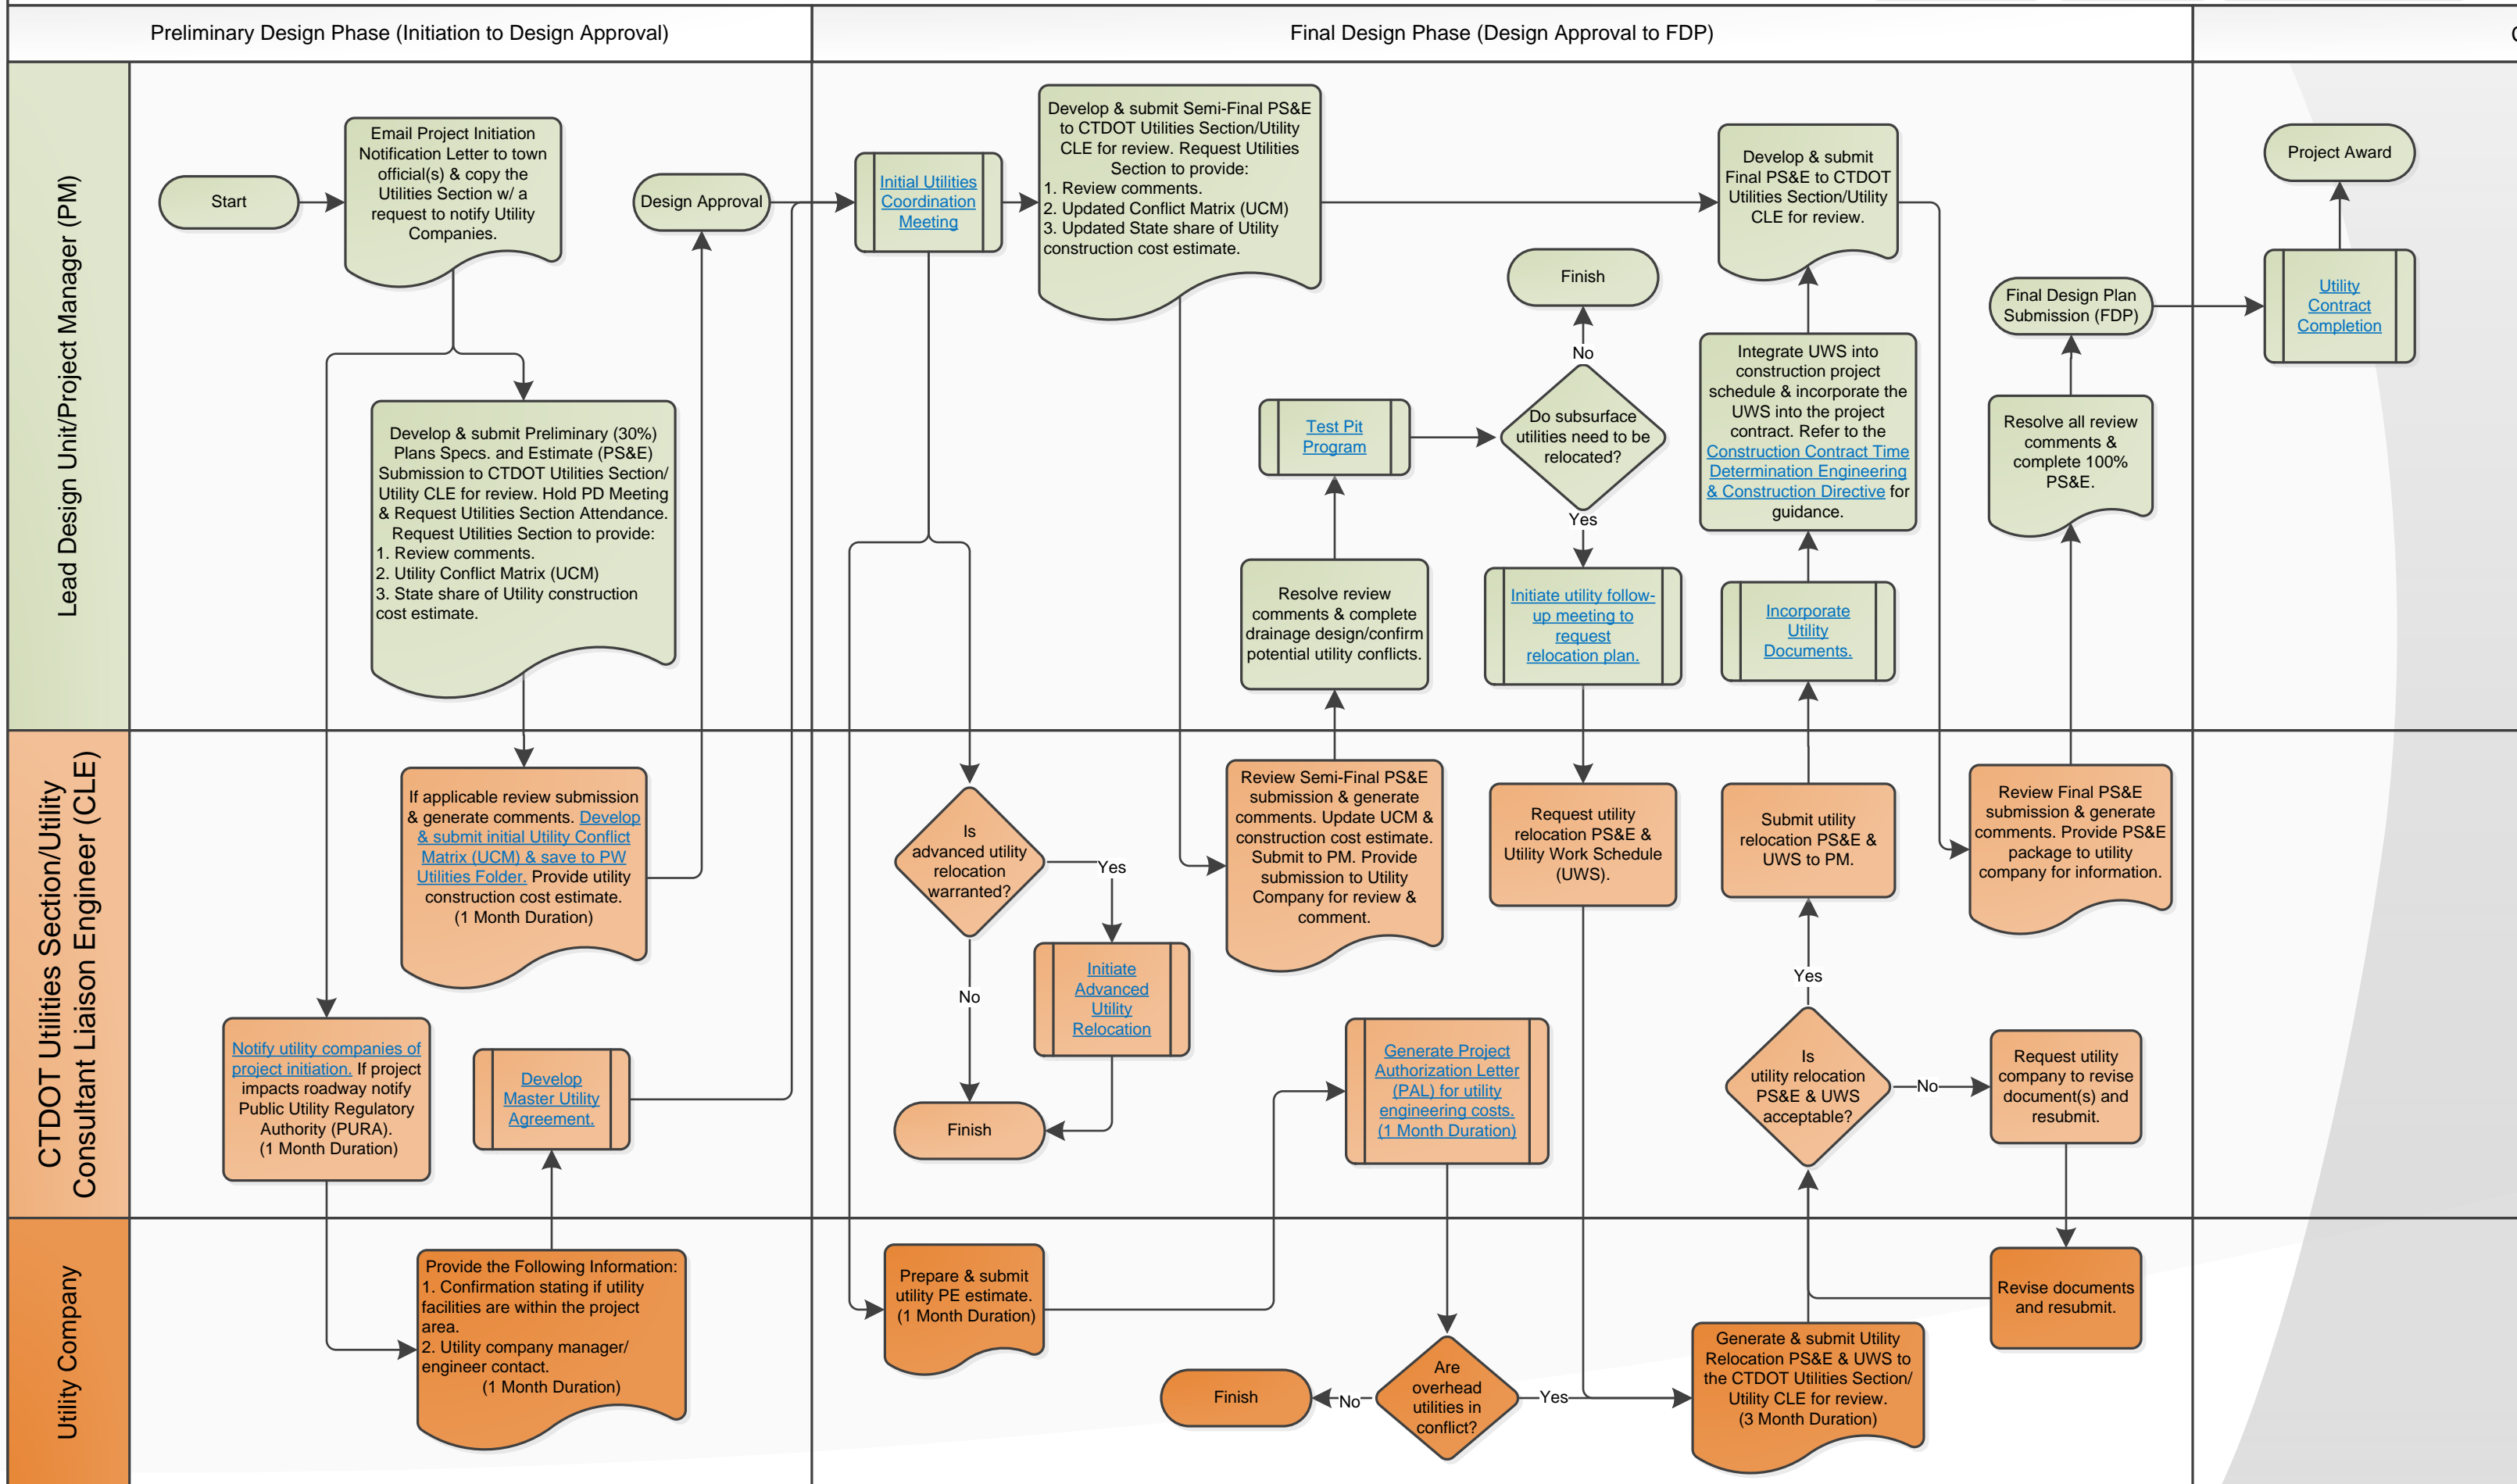 Preliminary Design Phase (Initiation to Design Approval)
Final Design Phase (Design Approval to FDP)
Lead Design Unit/Project Manager (PM)
Start
Email Project Initiation
Notification Letter to town
official(s) & copy the
Utilities Section w/ a
request to notify Utility
Companies.
Develop & submit Preliminary (30%)
Plans Specs. and Estimate (PS&E)
Submission to CTDOT Utilities Section/
Utility CLE for review. Hold PD Meeting
& Request Utilities Section Attendance.
Request Utilities Section to provide:
1. Review comments.
2. Utility Conflict Matrix (UCM)
3. State share of Utility construction
cost estimate.
Design Approval
Initial Utilities
Coordination
Meeting
Develop & submit Semi-Final PS&E
to CTDOT Utilities Section/Utility
CLE for review. Request Utilities
Section to provide:
1. Review comments.
2. Updated Conflict Matrix (UCM)
3. Updated State share of Utility
construction cost estimate.
Resolve review
comments & complete
drainage design/confirm
potential utility conflicts.
Test Pit
Program
Do subsurface
utilities need to be
relocated?
No
Finish
Yes
Initiate utility follow-
up meeting to
request
relocation plan.
Develop & submit
Final PS&E to CTDOT
Utilities Section/Utility
CLE for review.
Integrate UWS into
construction project
schedule & incorporate the
UWS into the project
contract. Refer to the
Construction Contract Time
Determination Engineering
& Construction Directive for
guidance.
Incorporate
Utility
Documents.
Final Design Plan
Submission (FDP)
Resolve all review
comments &
complete 100%
PS&E.
Project Award
Utility
Contract
Completion
CTDOT Utilities Section/Utility
Consultant Liaison Engineer (CLE)
If applicable review submission
& generate comments. Develop
& submit initial Utility Conflict
Matrix (UCM) & save to PW
Utilities Folder. Provide utility
construction cost estimate.
(1 Month Duration)
Notify utility companies of
project initiation. If project
impacts roadway notify
Public Utility Regulatory
Authority (PURA).
(1 Month Duration)
Develop
Master Utility
Agreement.
Is
advanced utility
relocation
warranted?
Yes
No
Initiate
Advanced
Utility
Relocation
Finish
Review Semi-Final PS&E
submission & generate
comments. Update UCM &
construction cost estimate.
Submit to PM. Provide
submission to Utility
Company for review &
comment.
Generate Project
Authorization Letter
(PAL) for utility
engineering costs.
(1 Month Duration)
Request utility
relocation PS&E &
Utility Work Schedule
(UWS).
Submit utility
relocation PS&E &
UWS to PM.
Yes
Is
utility relocation
PS&E & UWS
acceptable?
No
Request utility
company to revise
document(s) and
resubmit.
Review Final PS&E
submission & generate
comments. Provide PS&E
package to utility
company for information.
Utility Company
Provide the Following Information:
1. Confirmation stating if utility
facilities are within the project
area.
2. Utility company manager/
engineer contact.
(1 Month Duration)
Prepare & submit
utility PE estimate.
(1 Month Duration)
Finish
No
Are
overhead
utilities in
conflict?
Yes
Generate & submit Utility
Relocation PS&E & UWS to
the CTDOT Utilities Section/
Utility CLE for review.
(3 Month Duration)
Revise documents
and resubmit.